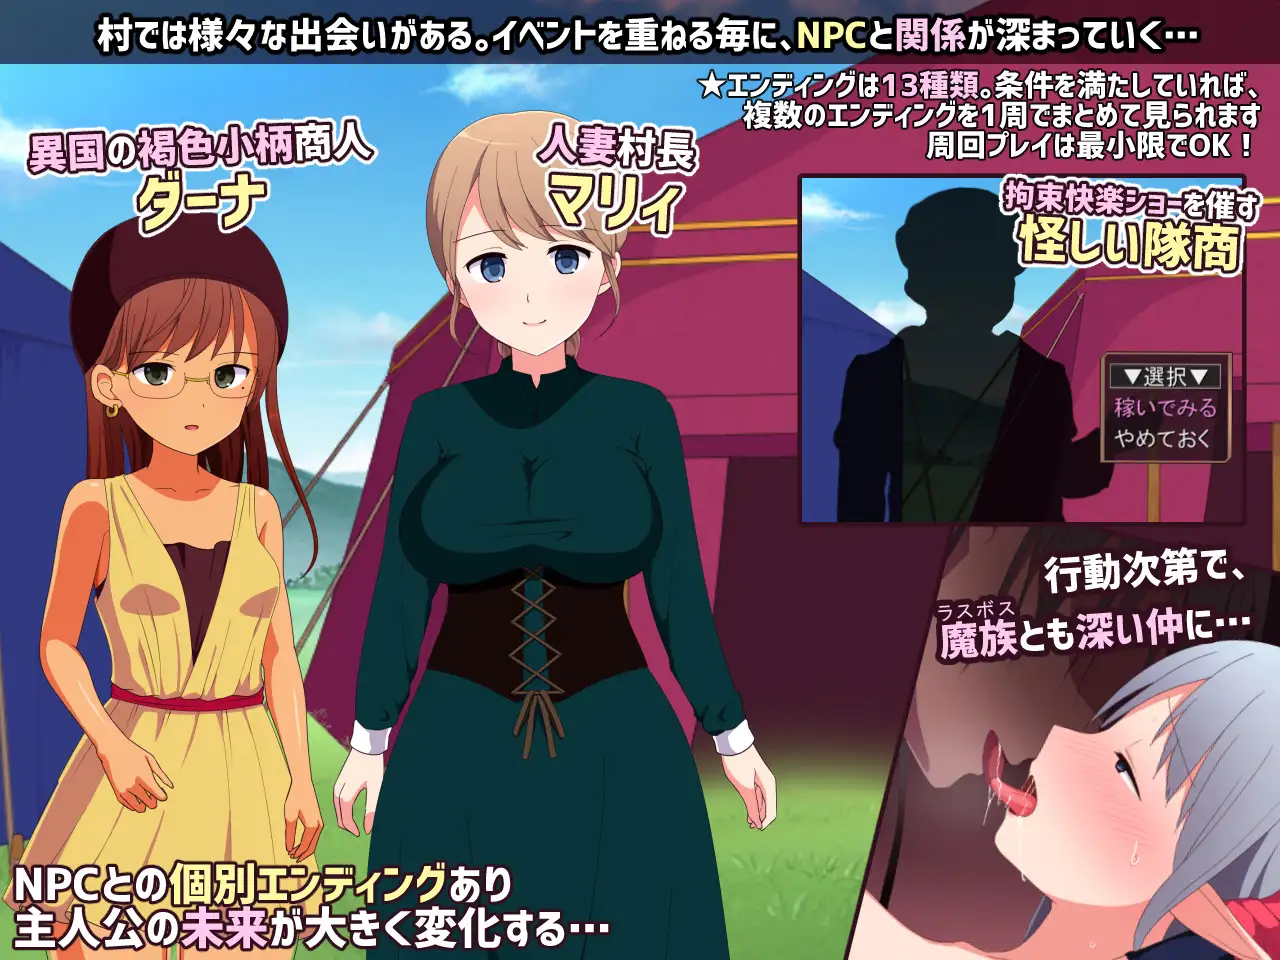 村では様々な出会いがある。イベントを重ねる毎に、NPCと関係が深まっていく…
★エンディングは13種類。条件を満たしていれば、
複数のエンディングを1周でまとめて見られます
周回プレイは最小限でOK！
異国の褐色小柄商人
ダーナ
人妻村長
マリィ
拘束快楽ショーを催す
怪しい隊商
▼選択▼
稼いでみる
やめておく
行動次第で、
ラスボス
魔族とも深い仲に…
NPCとの個別エンディングあり
主人公の未来が大きく変化する…